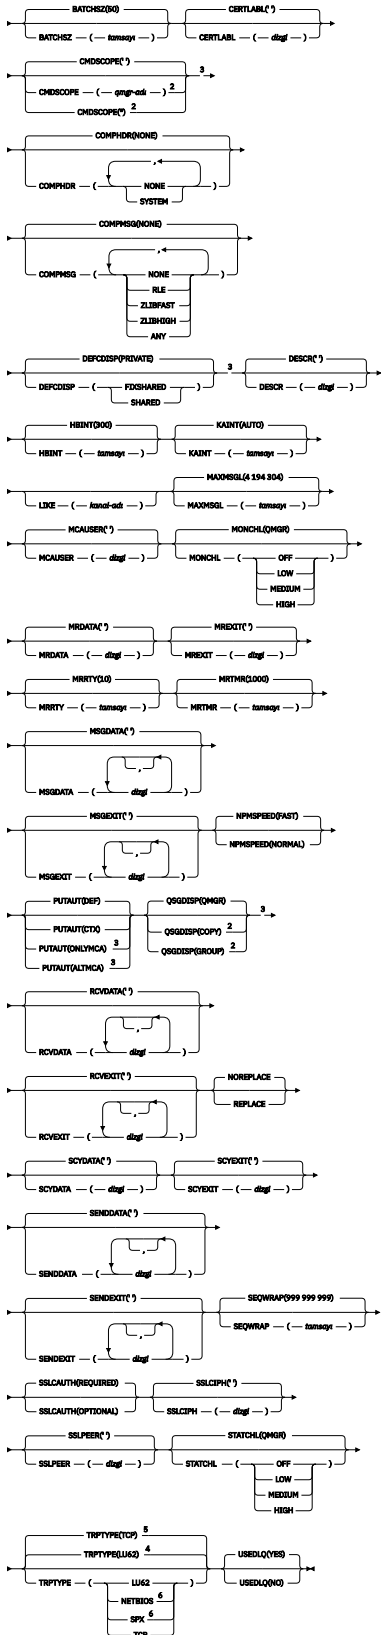 BATCHSZ(50) CERTLABL(' ')
BATCHSZ ( tamsayı ) CERTLABL ( dizgi )
CMDSCOPE(' ') 3
CMDSCOPE ( qmgr-adı ) 2
CMDSCOPE(*) 2
COMPHDR(NONE)
,
COMPHDR ( NONE )
SYSTEM
COMPMSG(NONE)
,
COMPMSG ( NONE )
RLE
ZLIBFAST
ZLIBHIGH
ANY
DEFCDISP(PRIVATE) 3 DESCR(' ')
DEFCDISP ( FIXSHARED ) DESCR ( dizgi )
SHARED
HBINT(300) KAINT(AUTO)
HBINT ( tamsayı ) KAINT ( tamsayı )
MAXMSGL(4 194 304)
LIKE ( kanal-adı ) MAXMSGL ( tamsayı )
MCAUSER(' ') MONCHL(QMGR)
MCAUSER ( dizgi ) MONCHL ( OFF )
LOW
MEDIUM
HIGH
MRDATA(' ') MREXIT(' ')
MRDATA ( dizgi ) MREXIT ( dizgi )
MRRTY(10) MRTMR(1000)
MRRTY ( tamsayı ) MRTMR ( tamsayı )
MSGDATA(' ')
,
MSGDATA ( dizgi )
MSGEXIT(' ') NPMSPEED(FAST)
, NPMSPEED(NORMAL)
MSGEXIT ( dizgi )
PUTAUT(DEF) QSGDISP(QMGR) 3
PUTAUT(CTX) QSGDISP(COPY) 2
PUTAUT(ONLYMCA) 3 QSGDISP(GROUP) 2
PUTAUT(ALTMCA) 3
RCVDATA(' ')
,
RCVDATA ( dizgi )
RCVEXIT(' ') NOREPLACE
, REPLACE
RCVEXIT ( dizgi )
SCYDATA(' ') SCYEXIT(' ')
SCYDATA ( dizgi ) SCYEXIT ( dizgi )
SENDDATA(' ')
,
SENDDATA ( dizgi )
SENDEXIT(' ') SEQWRAP(999 999 999)
, SEQWRAP ( tamsayı )
SENDEXIT ( dizgi )
SSLCAUTH(REQUIRED) SSLCIPH(' ')
SSLCAUTH(OPTIONAL) SSLCIPH ( dizgi )
SSLPEER(' ') STATCHL(QMGR)
SSLPEER ( dizgi ) STATCHL ( OFF )
LOW
MEDIUM
HIGH
TRPTYPE(TCP) 5
TRPTYPE(LU62) 4 USEDLQ(YES)
TRPTYPE ( LU62 ) USEDLQ(NO)
NETBIOS 6
SPX 6
TCP